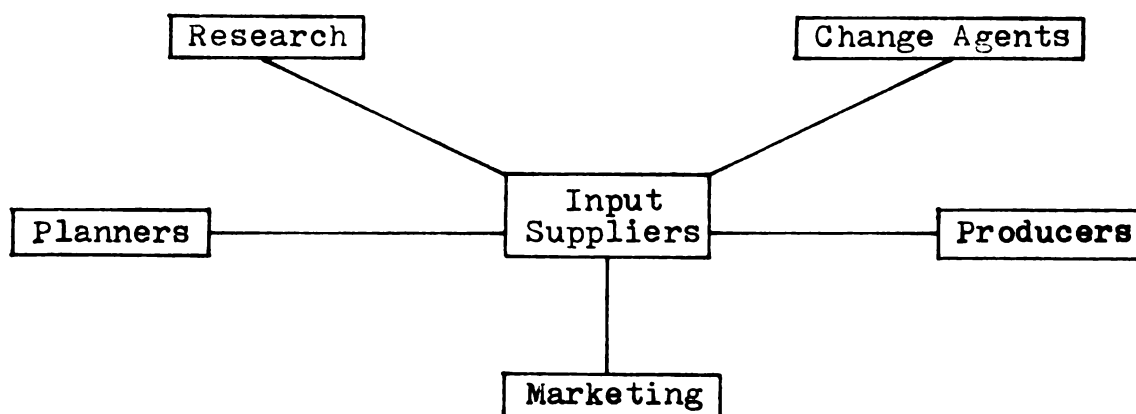 Research
Change Agents
Input
Suppliers
Planners
Producers
Marketing